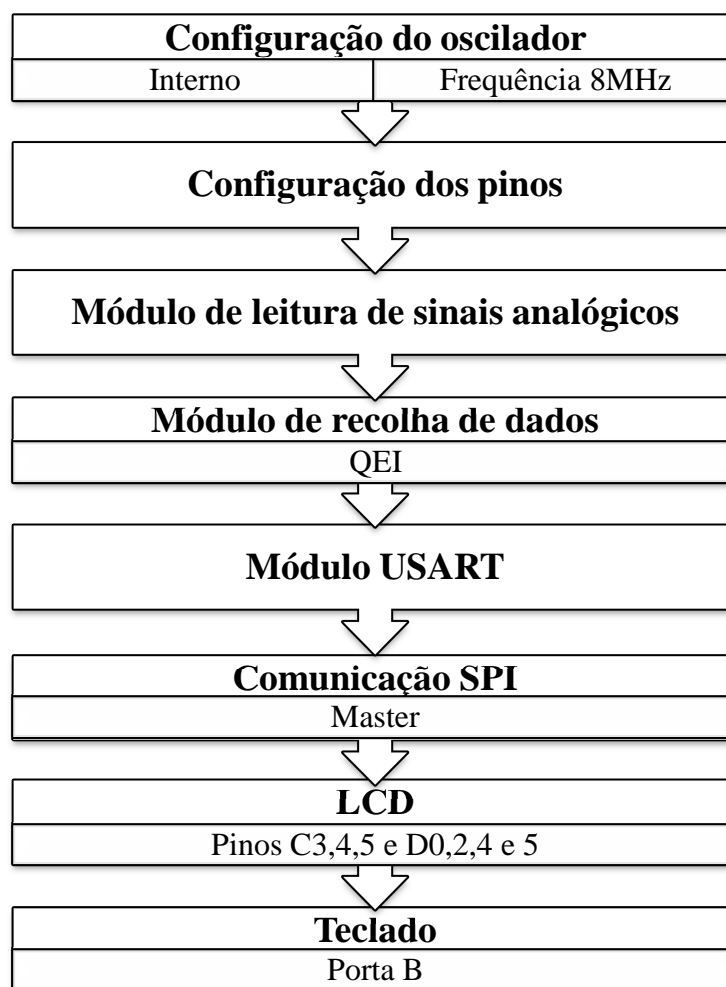 Configuração do oscilador
Interno
Frequência 8MHz
Configuração dos pinos
Módulo de leitura de sinais analógicos
Módulo de recolha de dados
QEI
Módulo USART
Comunicação SPI
Master
LCD
Pinos C3,4,5 e D0,2,4 e 5
Teclado
Porta B